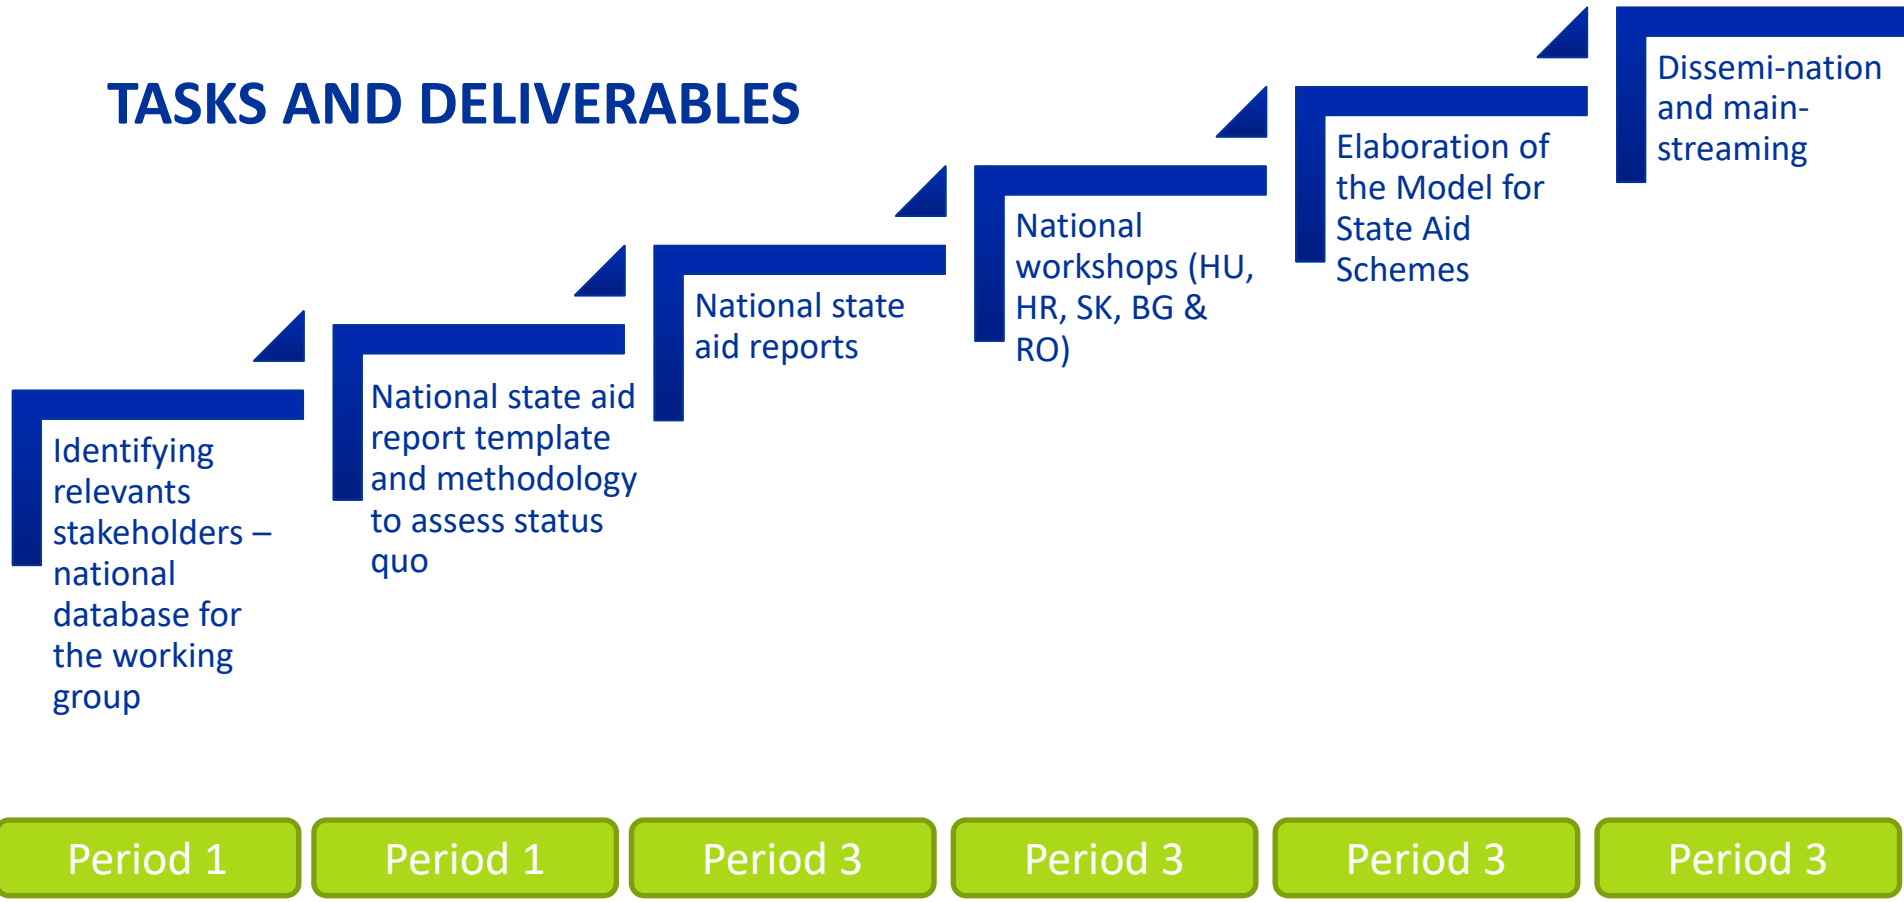 TASKS AND DELIVERABLES
Identifying
relevants
stakeholders –
national
database for
the working
group
National state aid
report template
and methodology
to assess status
quo
National state
aid reports
National
workshops (HU,
HR, SK, BG &
RO)
Elaboration of
the Model for
State Aid
Schemes
Dissemi-nation
and main-
streaming
Period 1
Period 1
Period 3
Period 3
Period 3
Period 3